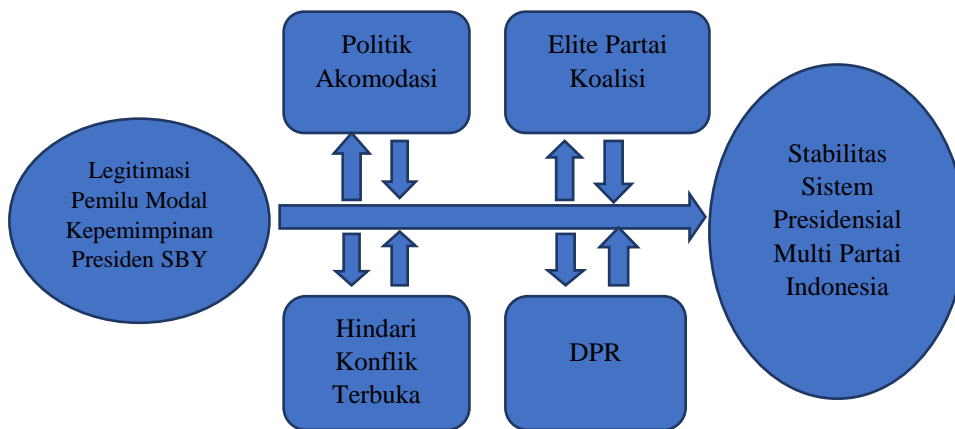 Politik
Akomodasi
Elite Partai
Koalisi
Legitimasi
Pemilu Modal
Kepemimpinan
Presiden SBY
Stabilitas
Sistem
Presidensial
Multi Partai
Indonesia
Hindari
Konflik
Terbuka
DPR